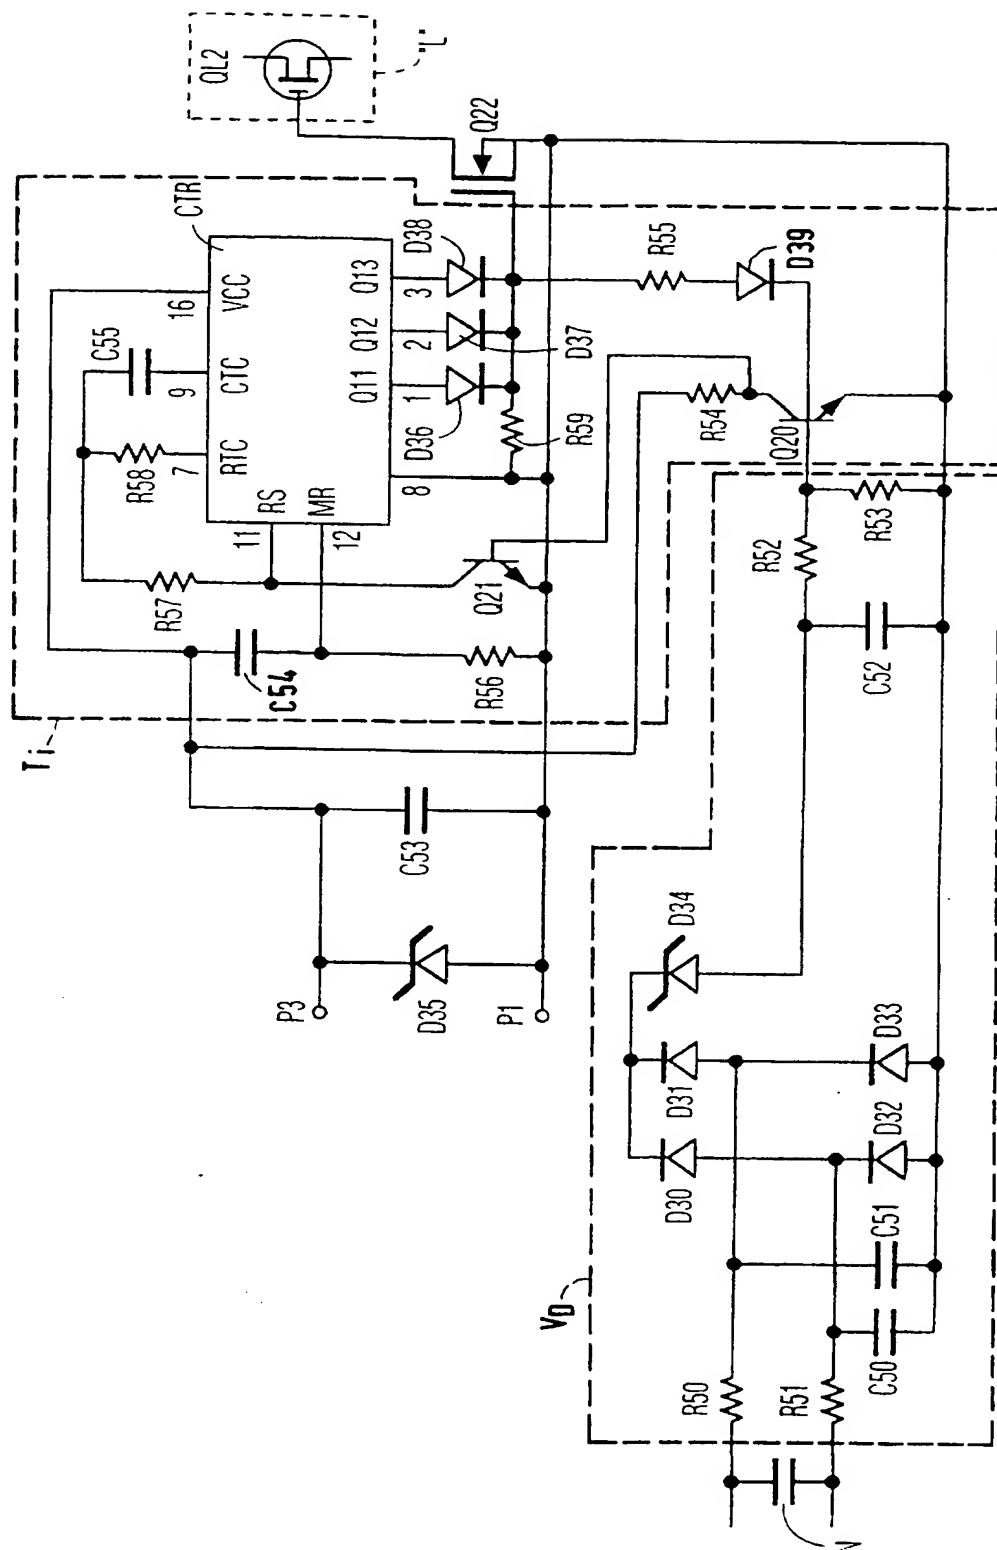 QL2
"L"
Q22
CTR
16
VCC
C55
9
CTC
R58
7
RTC
Q13
3
D38
Q12
2
D37
Q11
1
D36
R59
8
RS
11
MR
12
R57
C54
R56
Q21
R55
D39
R54
Q20
R53
R52
C52
Ti
C53
P3
D35
P1
D34
D31
D33
D30
D32
VD
C51
C50
R50
R51
V